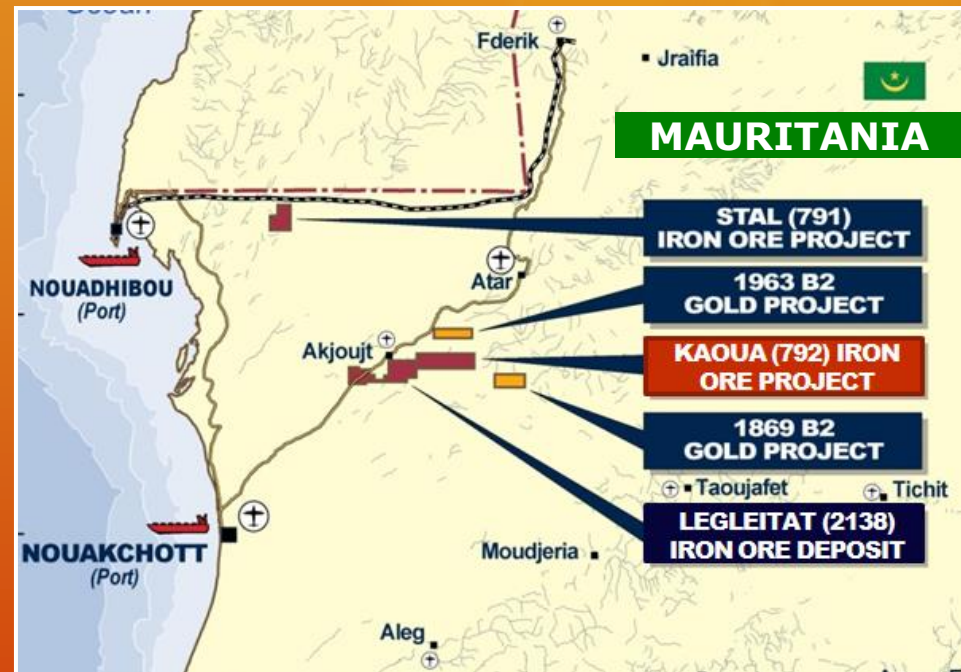 Ocean
Fderik
Jraifia
MAURITANIA
STAL (791)
IRON ORE PROJECT
NOUADHIBOU
(Port)
Atar
1963 B2
GOLD PROJECT
Akjoujt
KAOUA (792) IRON
ORE PROJECT
1869 B2
GOLD PROJECT
Taoujafet
Tichit
LEGLEITAT (2138)
IRON ORE DEPOSIT
NOUAKCHOTT
(Port)
Moudjeria
Aleg